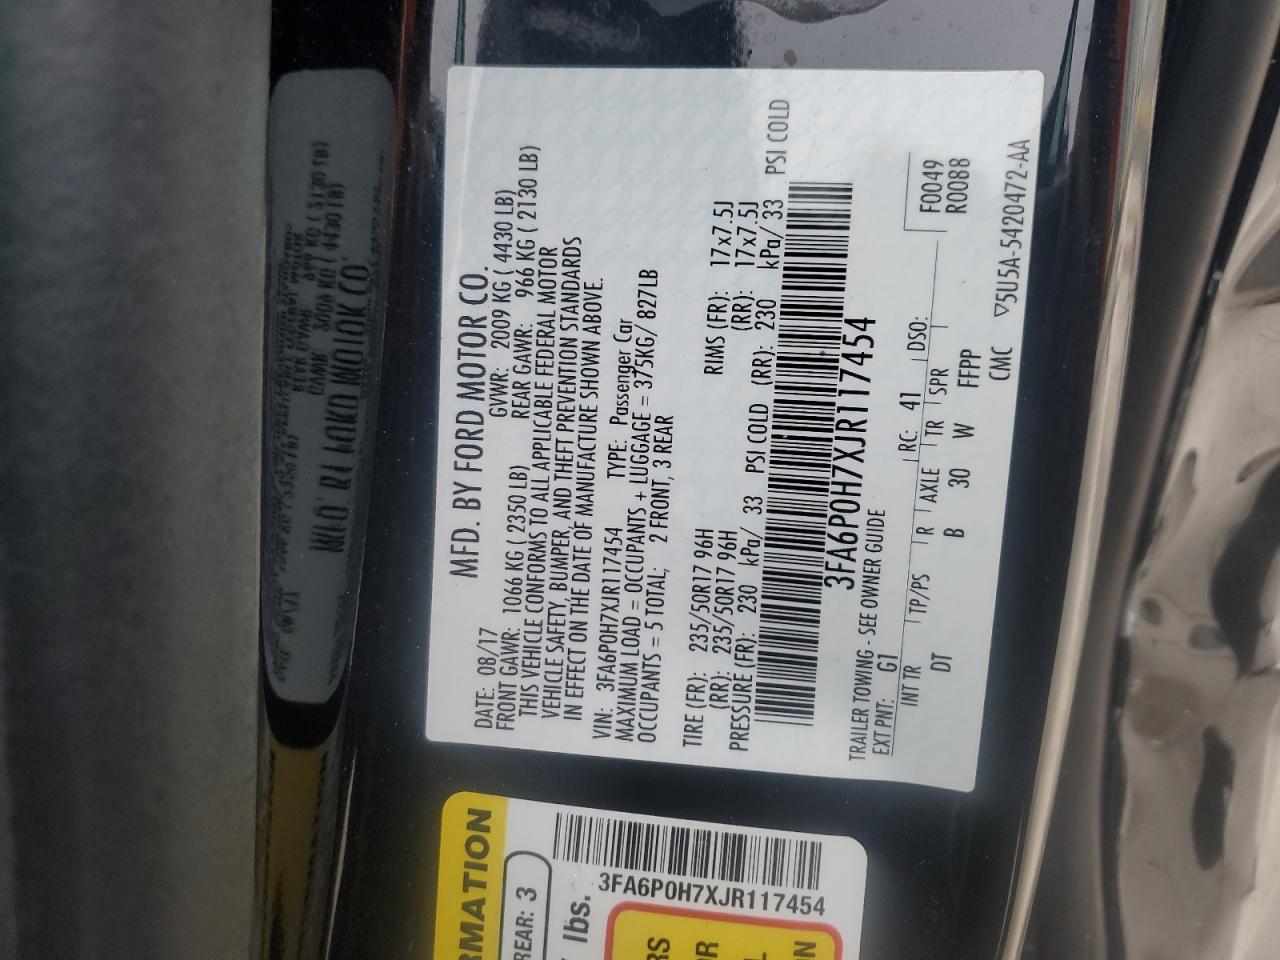 MFD. BY FORD MOTOR CO.
DATE: 08/17 GVWR: 2009 KG ( 4430 LB)
FRONT GAWR: 1066 KG ( 2350 LB) REAR GAWR: 966 KG ( 2130 LB)
THIS VEHICLE CONFORMS TO ALL APPLICABLE FEDERAL MOTOR
VEHICLE SAFETY, BUMPER, AND THEFT PREVENTION STANDARDS
IN EFFECT ON THE DATE OF MANUFACTURE SHOWN ABOVE.
VIN: 3FA6P0H7XJR117454 TYPE: Passenger Car
MAXIMUM LOAD = OCCUPANTS + LUGGAGE = 375KG/ 827LB
OCCUPANTS = 5 TOTAL; 2 FRONT, 3 REAR
TIRE (FR): 235/50R17 96H RIMS (FR): 17x7.5J
(RR): 235/50R17 96H (RR): 17x7.5J
PRESSURE (FR): 230 kPa/ 33 PSI COLD (RR): 230 kPa/ 33 PSI COLD
3FA6P0H7XJR117454
TRAILER TOWING - SEE OWNER GUIDE
EXT PNT: G1 RC: 41 DSO: F0049
INT TR TP/PS R AXLE TR SPR R0088
DT B 30 W FFPP
CMC ▽5U5A-5420472-AA
RMATION
REAR: 3
lbs.
3FA6P0H7XJR117454